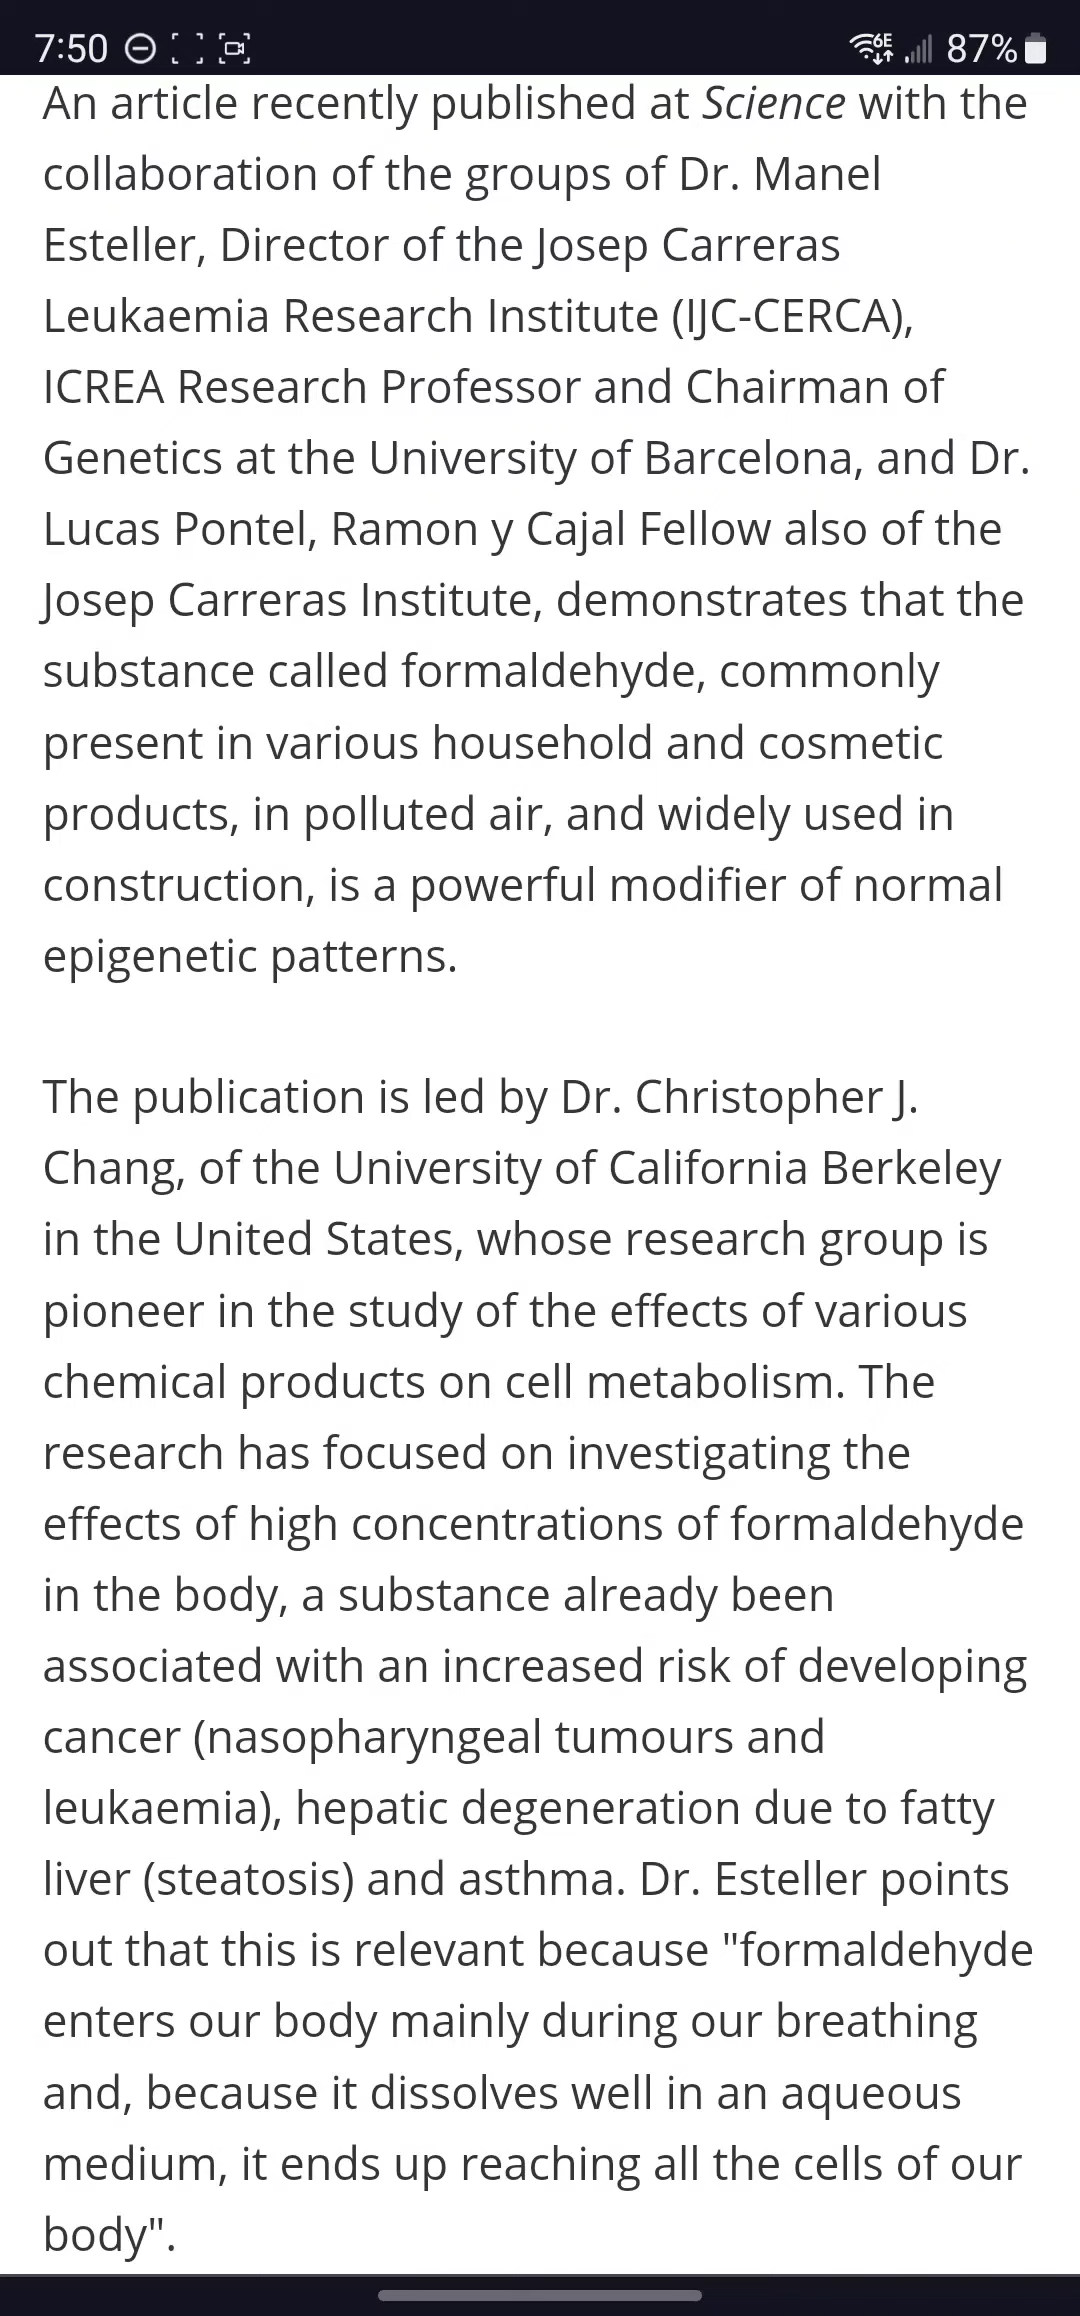 7:50 6E 87%
An article recently published at Science with the
collaboration of the groups of Dr. Manel
Esteller, Director of the Josep Carreras
Leukaemia Research Institute (IJC-CERCA),
ICREA Research Professor and Chairman of
Genetics at the University of Barcelona, and Dr.
Lucas Pontel, Ramon y Cajal Fellow also of the
Josep Carreras Institute, demonstrates that the
substance called formaldehyde, commonly
present in various household and cosmetic
products, in polluted air, and widely used in
construction, is a powerful modifier of normal
epigenetic patterns.
The publication is led by Dr. Christopher J.
Chang, of the University of California Berkeley
in the United States, whose research group is
pioneer in the study of the effects of various
chemical products on cell metabolism. The
research has focused on investigating the
effects of high concentrations of formaldehyde
in the body, a substance already been
associated with an increased risk of developing
cancer (nasopharyngeal tumours and
leukaemia), hepatic degeneration due to fatty
liver (steatosis) and asthma. Dr. Esteller points
out that this is relevant because "formaldehyde
enters our body mainly during our breathing
and, because it dissolves well in an aqueous
medium, it ends up reaching all the cells of our
body".